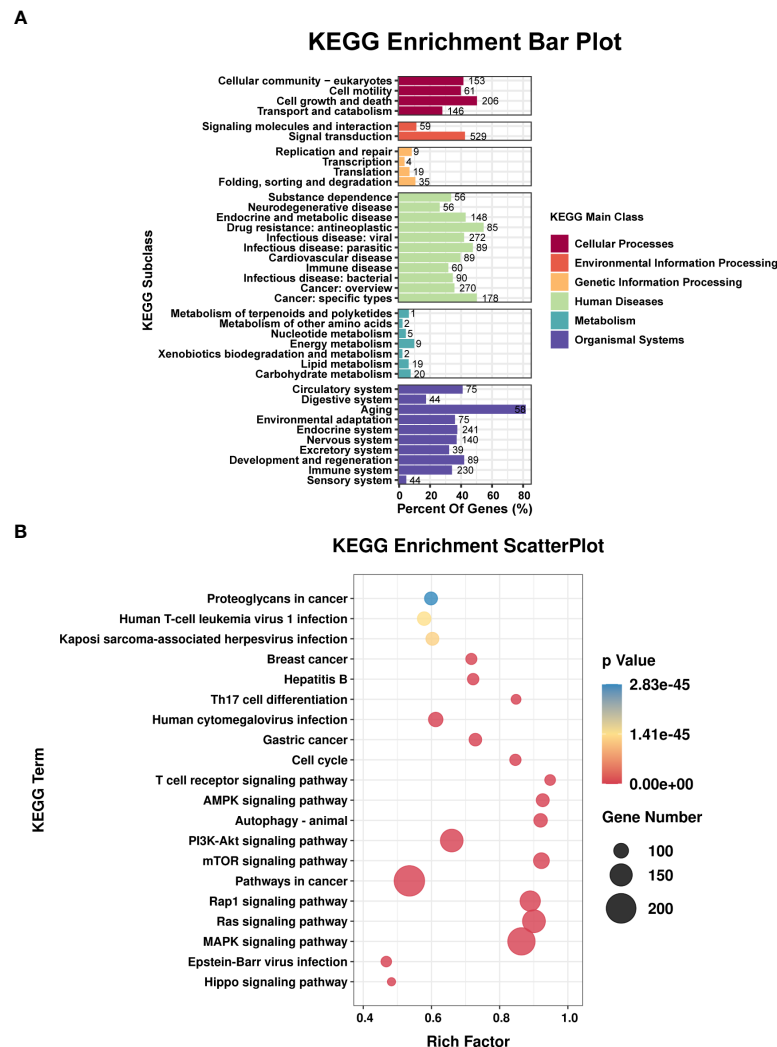 A
KEGG Enrichment Bar Plot
Cellular community − eukaryotes 153
Cell motility 61
Cell growth and death 206
Transport and catabolism 146
Signaling molecules and interaction 59
Signal transduction 529
Replication and repair 9
Transcription 4
Translation 19
Folding, sorting and degradation 35
Substance dependence 56
Neurodegenerative disease 56
Endocrine and metabolic disease 148
Drug resistance: antineoplastic 85
Infectious disease: viral 272
Infectious disease: parasitic 89
Cardiovascular disease 89
Immune disease 60
Infectious disease: bacterial 90
Cancer: overview 270
Cancer: specific types 178
Metabolism of terpenoids and polyketides 1
Metabolism of other amino acids 2
Nucleotide metabolism 5
Energy metabolism 9
Xenobiotics biodegradation and metabolism 2
Lipid metabolism 19
Carbohydrate metabolism 20
Circulatory system 75
Digestive system 44
Aging 58
Environmental adaptation 75
Endocrine system 241
Nervous system 140
Excretory system 39
Development and regeneration 89
Immune system 230
Sensory system 44
0 20 40 60 80
Percent Of Genes (%)
KEGG Subclass
KEGG Main Class
Cellular Processes
Environmental Information Processing
Genetic Information Processing
Human Diseases
Metabolism
Organismal Systems
B
KEGG Enrichment ScatterPlot
Proteoglycans in cancer
Human T-cell leukemia virus 1 infection
Kaposi sarcoma-associated herpesvirus infection
Breast cancer
Hepatitis B
Th17 cell differentiation
Human cytomegalovirus infection
Gastric cancer
Cell cycle
T cell receptor signaling pathway
AMPK signaling pathway
Autophagy - animal
PI3K-Akt signaling pathway
mTOR signaling pathway
Pathways in cancer
Rap1 signaling pathway
Ras signaling pathway
MAPK signaling pathway
Epstein-Barr virus infection
Hippo signaling pathway
0.4 0.6 0.8 1.0
Rich Factor
KEGG Term
p Value
2.83e-45
1.41e-45
0.00e+00
Gene Number
100
150
200